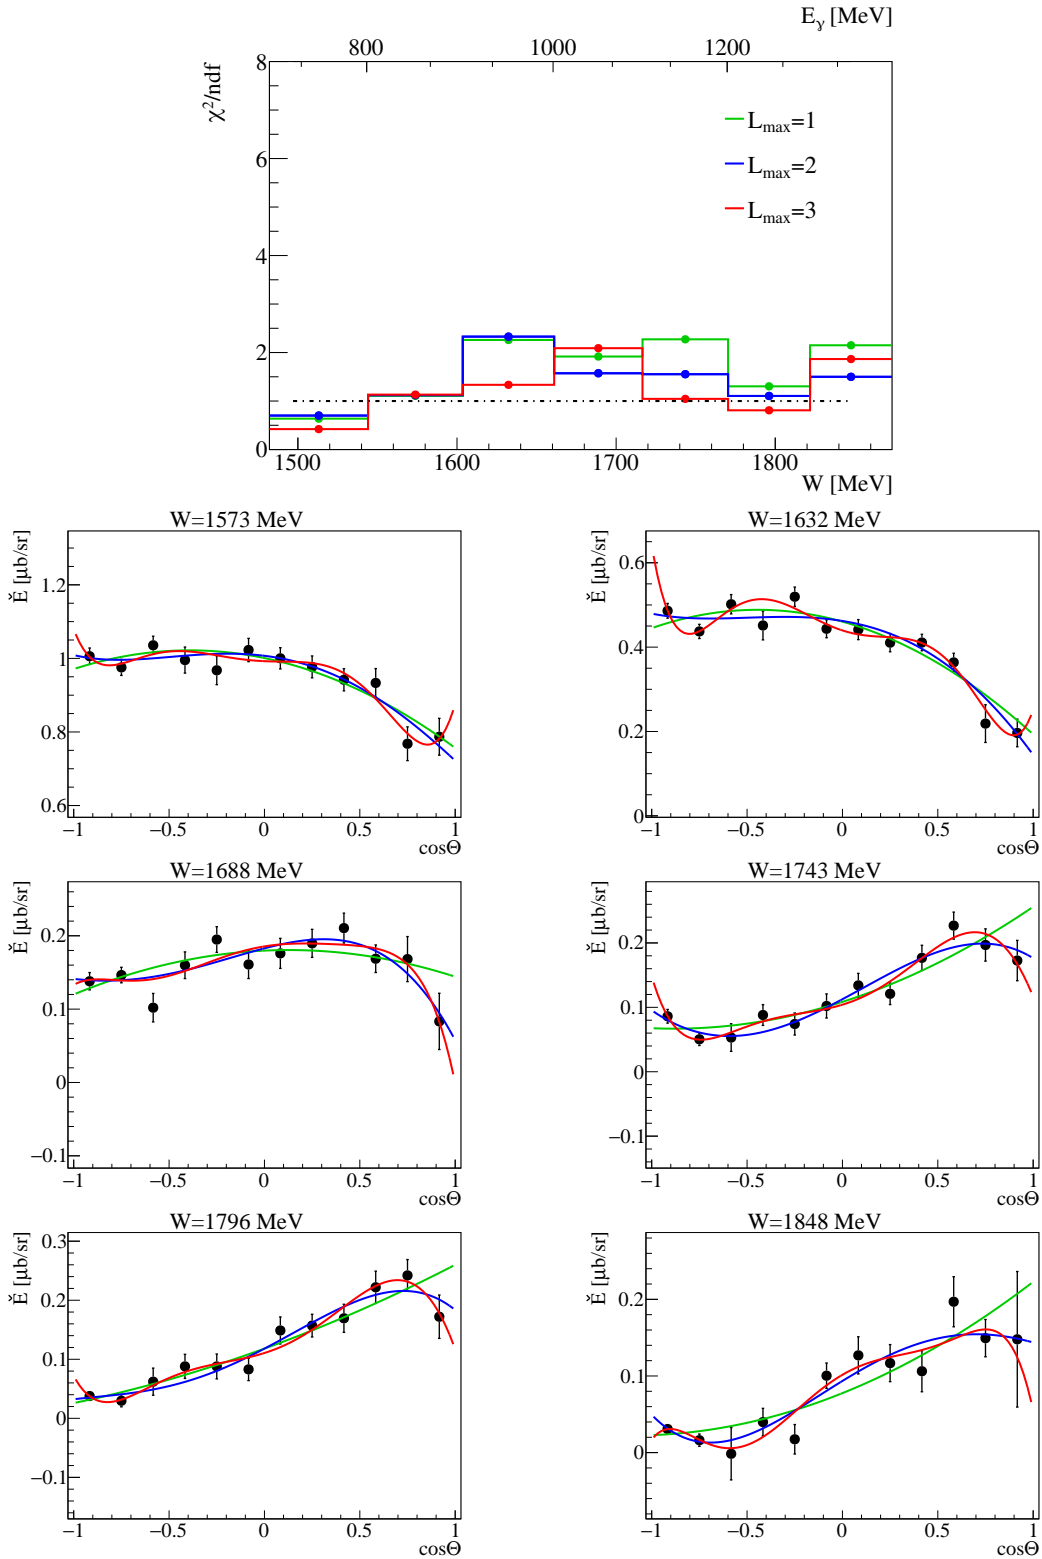 E_γ [MeV]
800 1000 1200
χ²/ndf
8
6
4
2
0
L_max=1
L_max=2
L_max=3
1500 1600 1700 1800
W [MeV]
W=1573 MeV
Ě [μb/sr]
1.2
1
0.8
0.6
−1 −0.5 0 0.5 1
cosΘ
W=1632 MeV
Ě [μb/sr]
0.6
0.4
0.2
0
−1 −0.5 0 0.5 1
cosΘ
W=1688 MeV
Ě [μb/sr]
0.2
0.1
0
−0.1
−1 −0.5 0 0.5 1
cosΘ
W=1743 MeV
Ě [μb/sr]
0.2
0.1
0
−0.1
−1 −0.5 0 0.5 1
cosΘ
W=1796 MeV
Ě [μb/sr]
0.3
0.2
0.1
0
−0.1
−1 −0.5 0 0.5 1
cosΘ
W=1848 MeV
Ě [μb/sr]
0.2
0.1
0
−1 −0.5 0 0.5 1
cosΘ